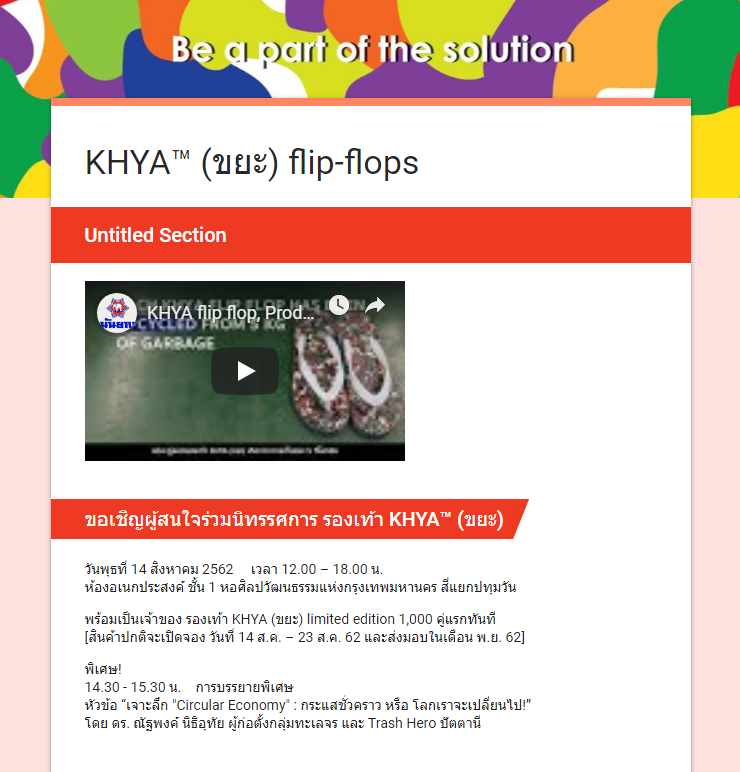 Be a part of the solution
KHYA™ (ขยะ) flip-flops
Untitled Section
นันยาง
KHYA flip flop, Prod...
CYCLED FROM 5 KG
OF GARBAGE
ขอเชิญผู้สนใจร่วมนิทรรศการ รองเท้า KHYA™ (ขยะ)
วันพุธที่ 14 สิงหาคม 2562 เวลา 12.00 – 18.00 น.
ห้องอเนกประสงค์ ชั้น 1 หอศิลปวัฒนธรรมแห่งกรุงเทพมหานคร สี่แยกปทุมวัน
พร้อมเป็นเจ้าของ รองเท้า KHYA (ขยะ) limited edition 1,000 คู่แรกทันที
[สินค้าปกติจะเปิดจอง วันที่ 14 ส.ค. – 23 ส.ค. 62 และส่งมอบในเดือน พ.ย. 62]
พิเศษ!
14.30 - 15.30 น. การบรรยายพิเศษ
หัวข้อ “เจาะลึก "Circular Economy" : กระแสชั่วคราว หรือ โลกเราจะเปลี่ยนไป!”
โดย ดร. ณัฐพงศ์ นิธิอุทัย ผู้ก่อตั้งกลุ่มทะเลจร และ Trash Hero ปัตตานี